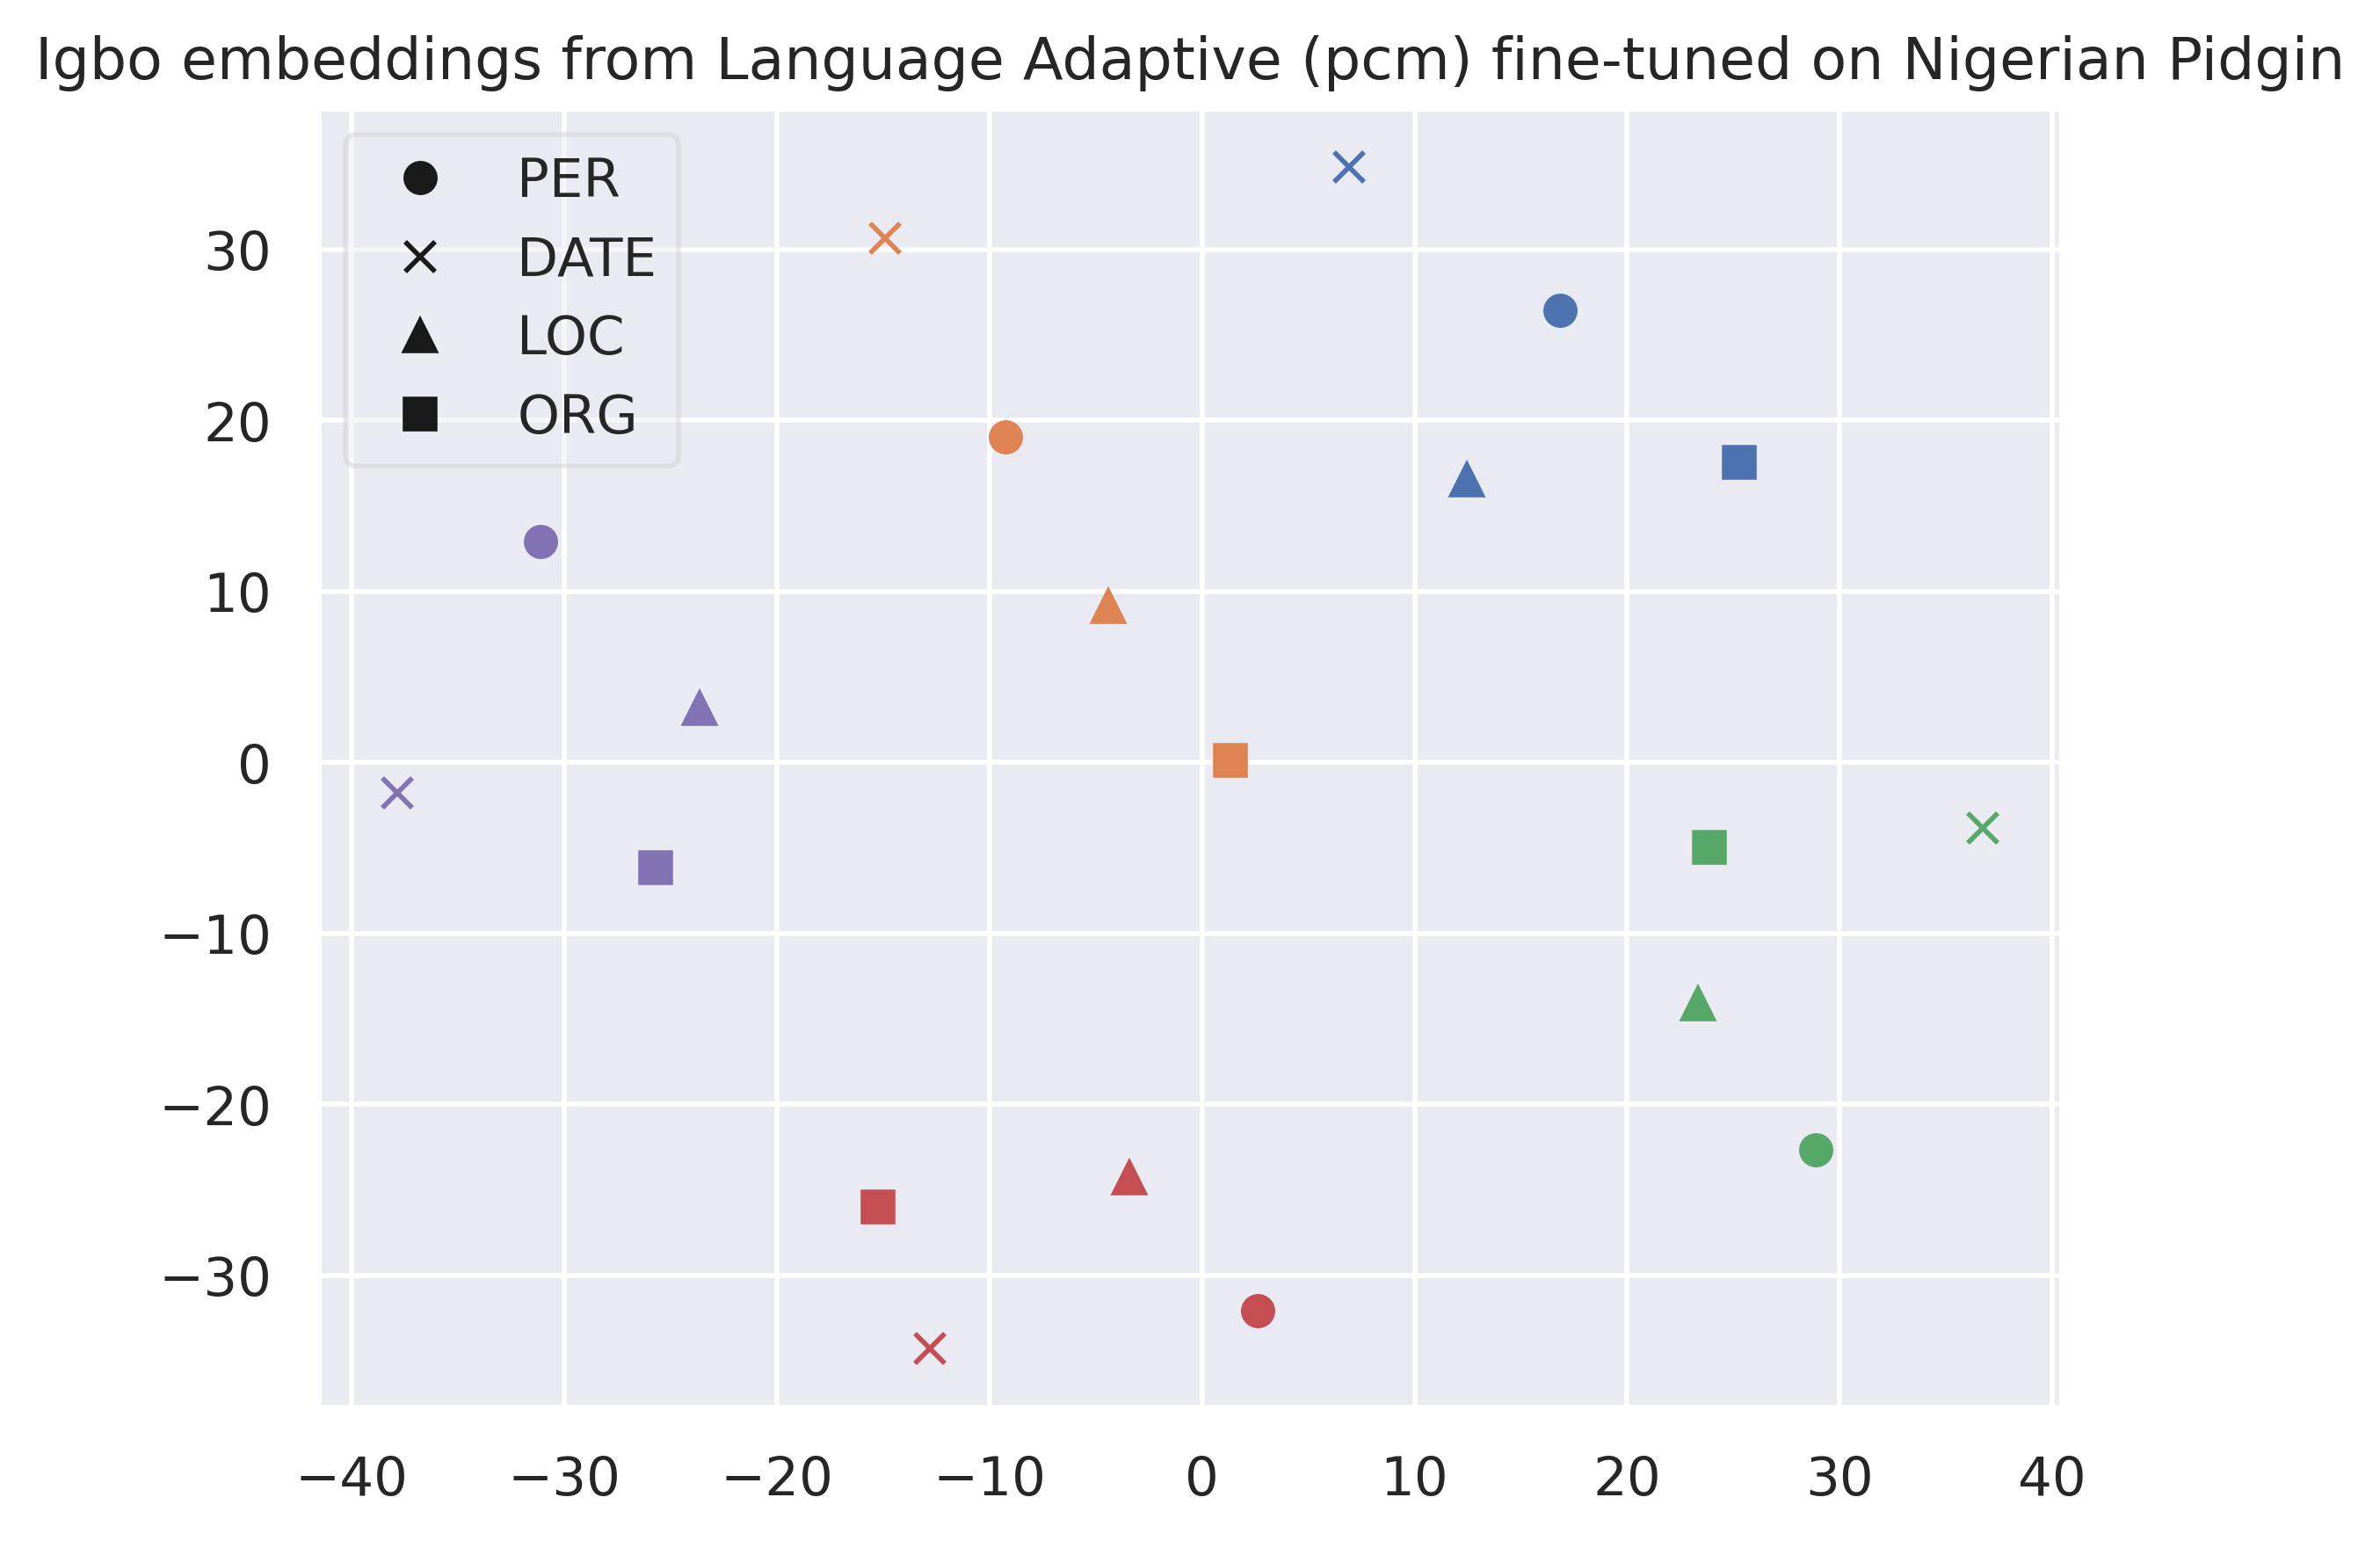 Igbo embeddings from Language Adaptive (pcm) fine-tuned on Nigerian Pidgin
PER
DATE
LOC
ORG
30
20
10
0
−10
−20
−30
−40 −30 −20 −10 0 10 20 30 40